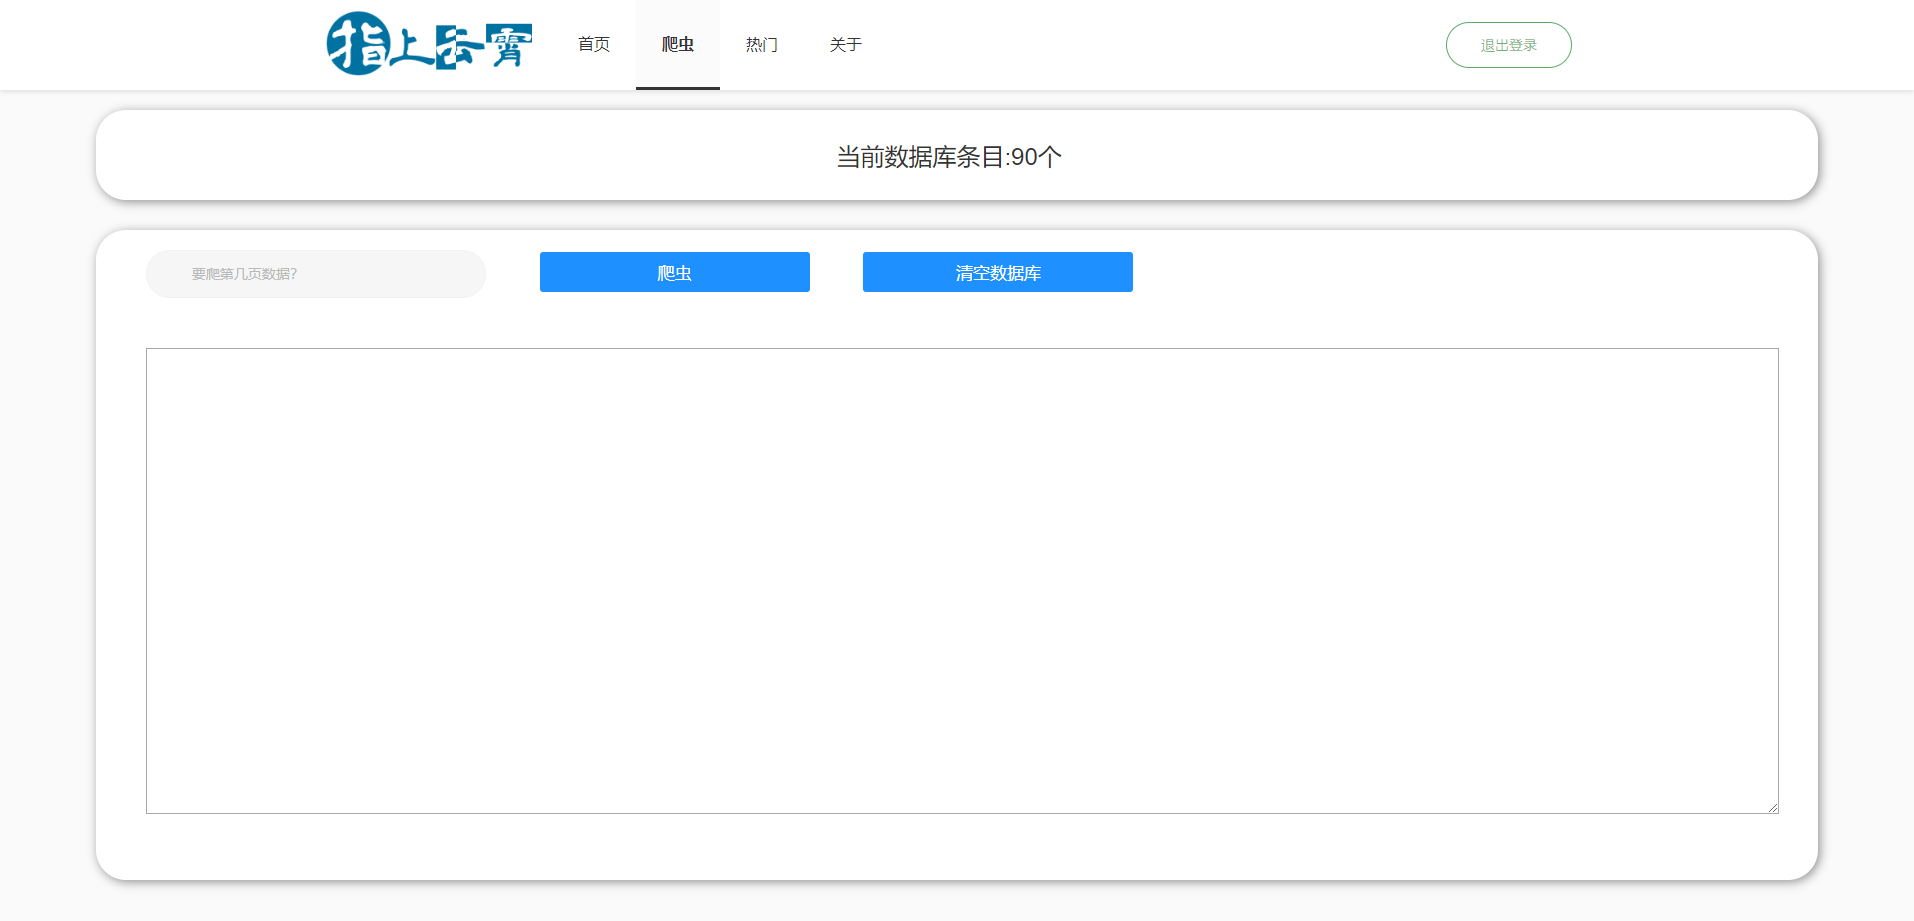 指上云霄
首页 爬虫 热门 关于
退出登录
当前数据库条目:90个
要爬第几页数据?
爬虫
清空数据库